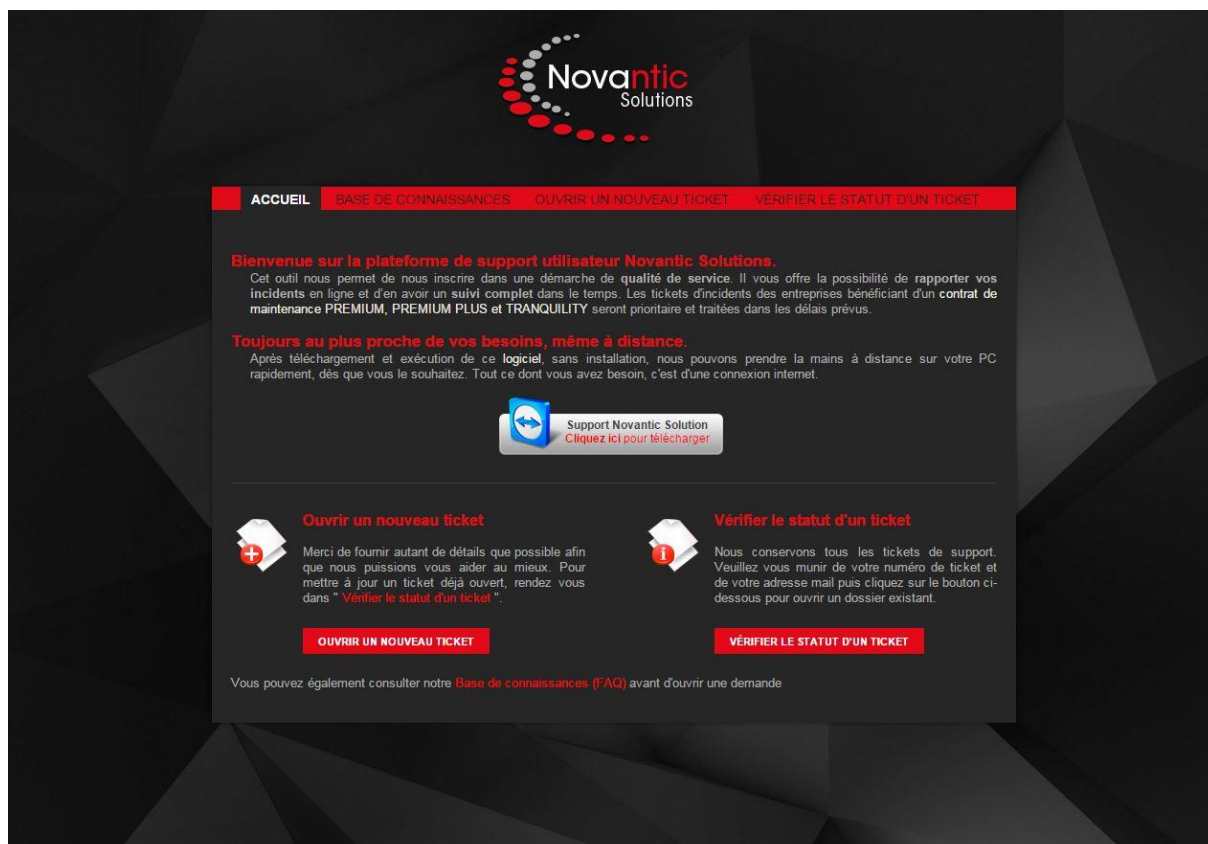 Novantic
Solutions
ACCUEIL BASE DE CONNAISSANCES OUVRIR UN NOUVEAU TICKET VÉRIFIER LE STATUT D'UN TICKET
Bienvenue sur la plateforme de support utilisateur Novantic Solutions.
Cet outil nous permet de nous inscrire dans une démarche de qualité de service. Il vous offre la possibilité de rapporter vos
incidents en ligne et d'en avoir un suivi complet dans le temps. Les tickets d'incidents des entreprises bénéficiant d'un contrat de
maintenance PREMIUM, PREMIUM PLUS et TRANQUILITY seront prioritaire et traitées dans les délais prévus.
Toujours au plus proche de vos besoins, même à distance.
Après téléchargement et exécution de ce logiciel, sans installation, nous pouvons prendre la mains à distance sur votre PC
rapidement, dès que vous le souhaitez. Tout ce dont vous avez besoin, c'est d'une connexion internet.
Support Novantic Solution
Cliquez ici pour télécharger
Ouvrir un nouveau ticket
Merci de fournir autant de détails que possible afin
que nous puissions vous aider au mieux. Pour
mettre à jour un ticket déjà ouvert, rendez vous
dans " Vérifier le statut d'un ticket ".
OUVRIR UN NOUVEAU TICKET
Vérifier le statut d'un ticket
Nous conservons tous les tickets de support.
Veuillez vous munir de votre numéro de ticket et
de votre adresse mail puis cliquez sur le bouton ci-
dessous pour ouvrir un dossier existant.
VÉRIFIER LE STATUT D'UN TICKET
Vous pouvez également consulter notre Base de connaissances (FAQ) avant d'ouvrir une demande